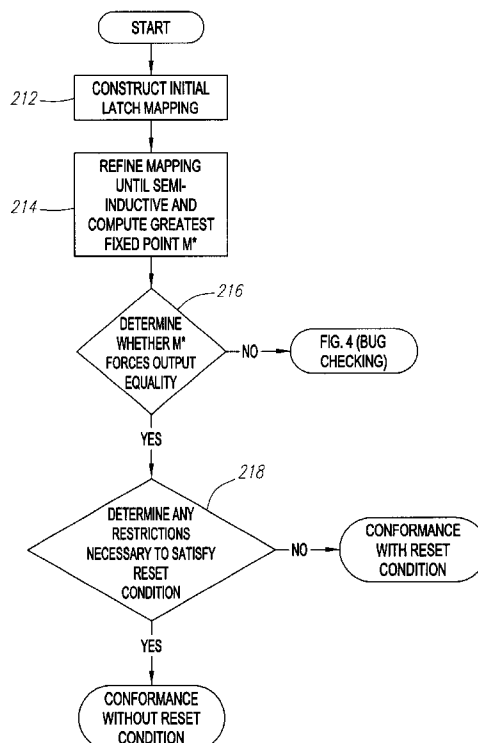 START
212
CONSTRUCT INITIAL
LATCH MAPPING
214
REFINE MAPPING
UNTIL SEMI-
INDUCTIVE AND
COMPUTE GREATEST
FIXED POINT M*
216
DETERMINE
WHETHER M*
FORCES OUTPUT
EQUALITY
NO
FIG. 4 (BUG
CHECKING)
YES
218
DETERMINE ANY
RESTRICTIONS
NECESSARY TO SATISFY
RESET
CONDITION
NO
CONFORMANCE
WITH RESET
CONDITION
YES
CONFORMANCE
WITHOUT RESET
CONDITION